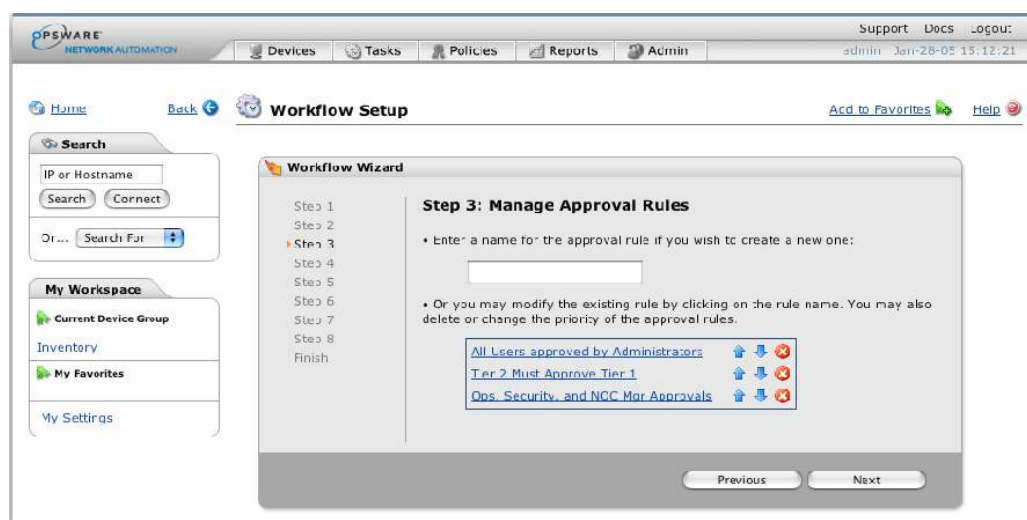 OPSWARE
NETWORK AUTOMATION
Support Docs Logout
Devices Tasks Policies Reports Admin
admin Jan-28-05 15:12:21
Home Back
Workflow Setup
Add to Favorites Help
Search
IP or Hostname
Search Connect
Or... Search For
My Workspace
Current Device Group
Inventory
My Favorites
My Settings
Workflow Wizard
Step 1
Step 2
Step 3
Step 4
Step 5
Step 6
Step 7
Step 8
Finish
Step 3: Manage Approval Rules
• Enter a name for the approval rule if you wish to create a new one:
• Or you may modify the existing rule by clicking on the rule name. You may also
delete or change the priority of the approval rules.
All Users approved by Administrators
Tier 2 Must Approve Tier 1
Ops, Security, and NOC Mgr Approvals
Previous Next